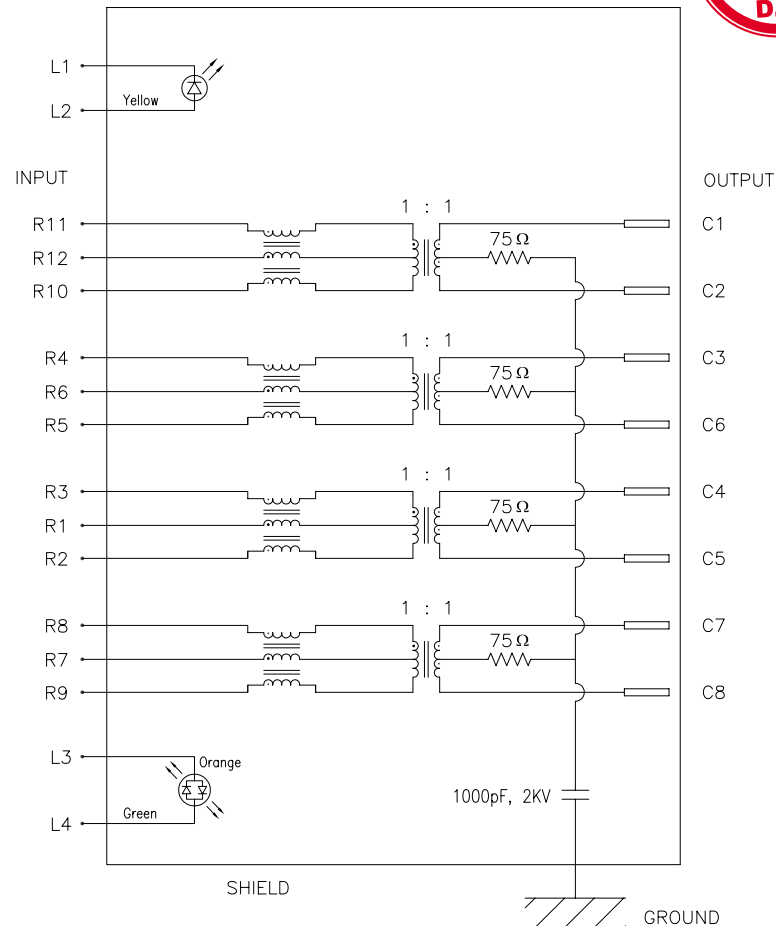 D
L1
Yellow
L2
INPUT
OUTPUT
1 : 1
R11
75Ω
C1
R12
R10
C2
1 : 1
R4
75Ω
C3
R6
R5
C6
1 : 1
R3
75Ω
C4
R1
R2
C5
1 : 1
R8
75Ω
C7
R7
R9
C8
L3
Orange
1000pF, 2KV
Green
L4
SHIELD
GROUND